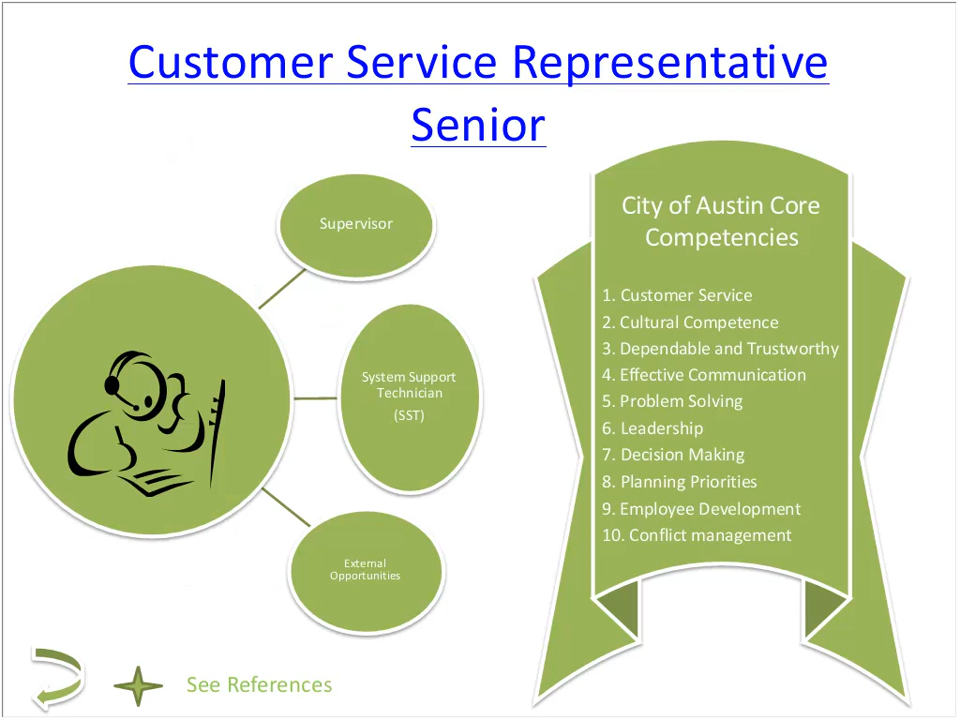 Customer Service Representative
Senior
Supervisor
System Support
Technician
(SST)
External
Opportunities
City of Austin Core
Competencies
1. Customer Service
2. Cultural Competence
3. Dependable and Trustworthy
4. Effective Communication
5. Problem Solving
6. Leadership
7. Decision Making
8. Planning Priorities
9. Employee Development
10. Conflict management
See References